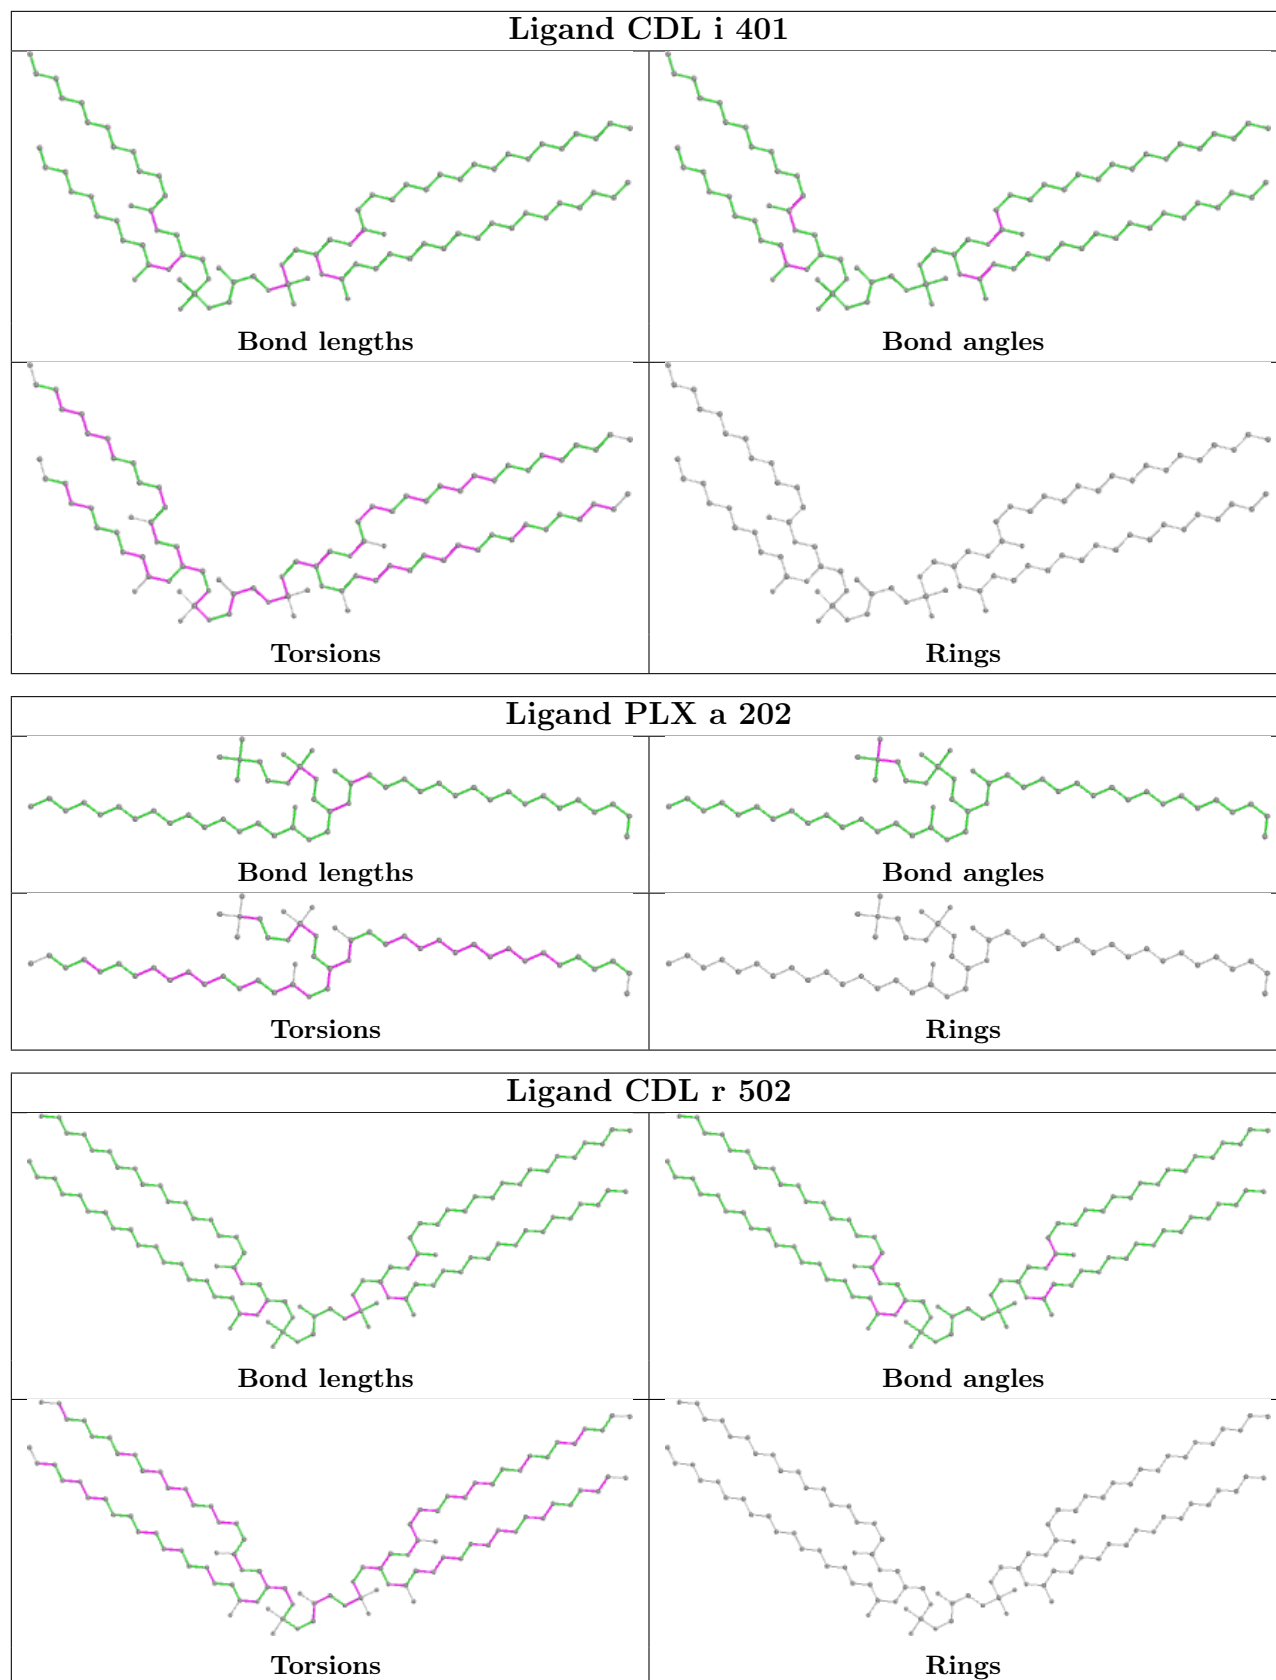 Ligand CDL i 401
Bond lengths
Bond angles
Torsions
Rings
Ligand PLX a 202
Bond lengths
Bond angles
Torsions
Rings
Ligand CDL r 502
Bond lengths
Bond angles
Torsions
Rings